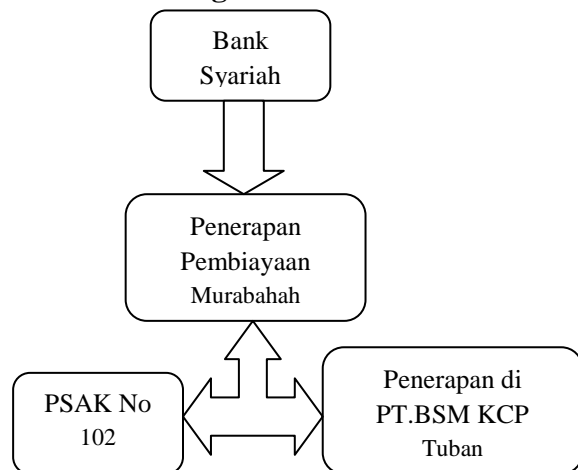 Bank
Syariah
Penerapan
Pembiayaan
Murabahah
PSAK No
102
Penerapan di
PT.BSM KCP
Tuban